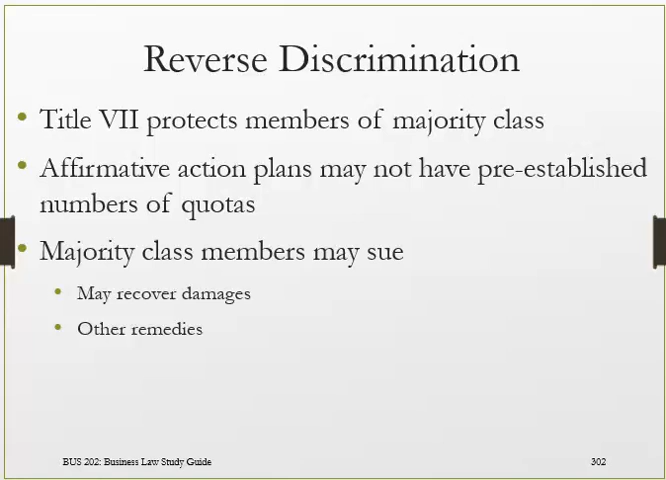 Reverse Discrimination
• Title VII protects members of majority class
• Affirmative action plans may not have pre-established
numbers of quotas
• Majority class members may sue
• May recover damages
• Other remedies
BUS 202: Business Law Study Guide 302